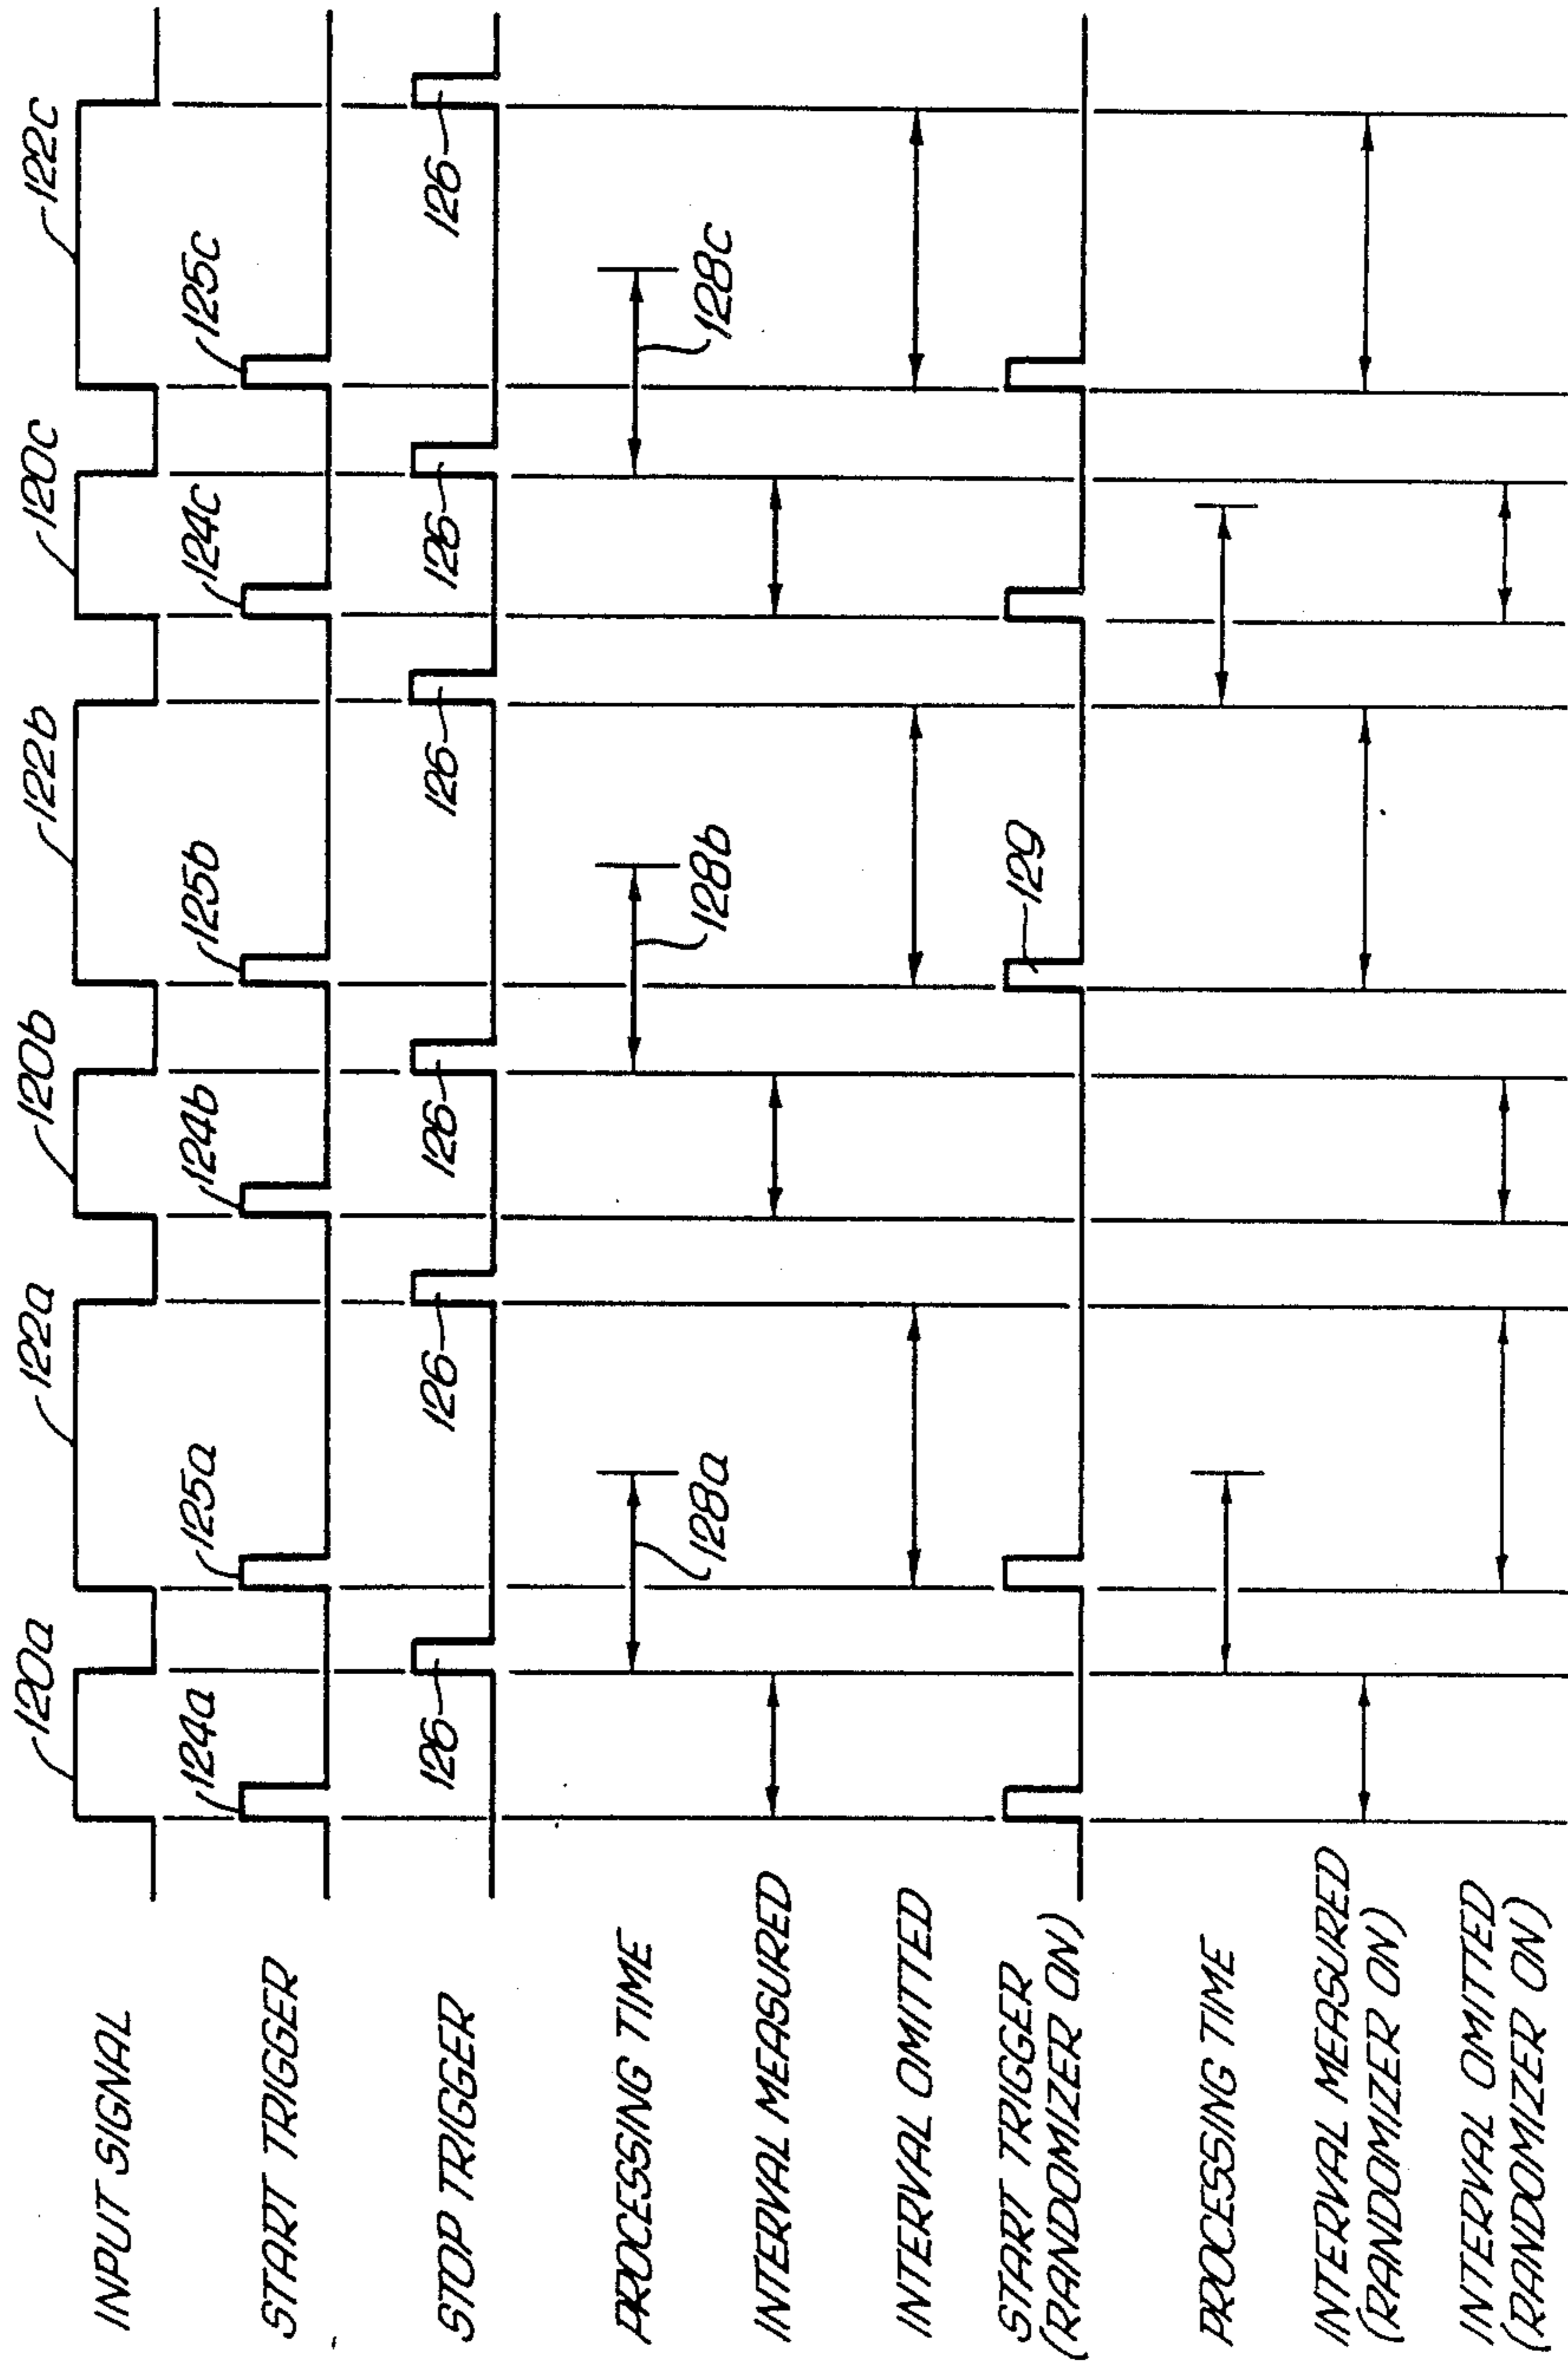 120a 122a 120b 122b 120c 122c
INPUT SIGNAL
124a 125a 124b 125b 124c 125c
START TRIGGER
126 126 126 126 126 126
STOP TRIGGER
PROCESSING TIME
128a 128b 128c
INTERVAL MEASURED
INTERVAL OMITTED
129
START TRIGGER
(RANDOMIZER ON)
PROCESSING TIME
INTERVAL MEASURED
(RANDOMIZER ON)
INTERVAL OMITTED
(RANDOMIZER ON)